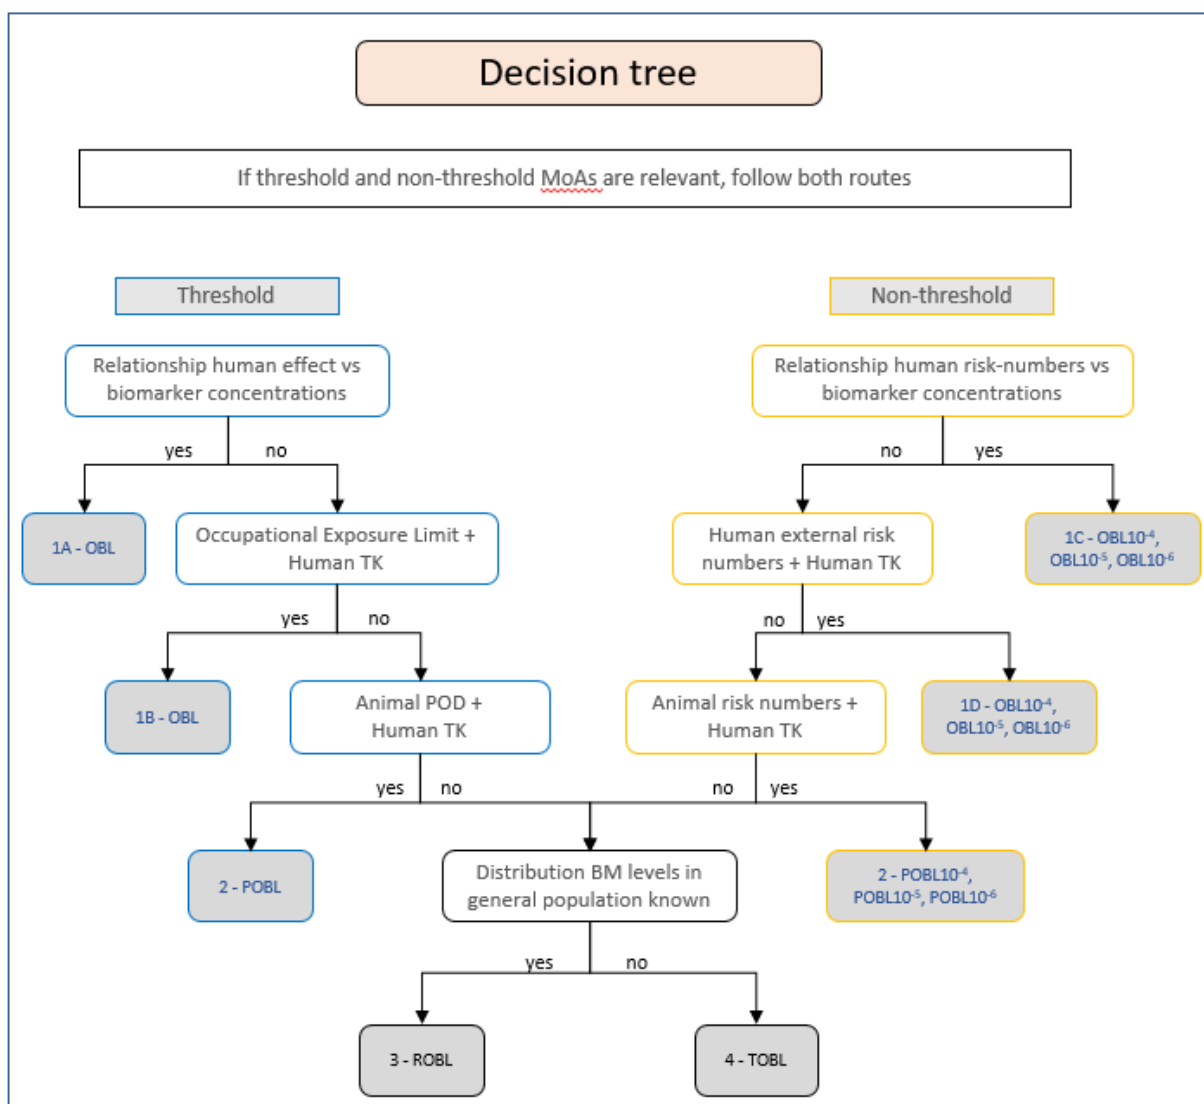 Decision tree
If threshold and non-threshold MoAs are relevant, follow both routes
Threshold
Non-threshold
Relationship human effect vs
biomarker concentrations
Relationship human risk-numbers vs
biomarker concentrations
yes
no
no
yes
1A - OBL
Occupational Exposure Limit +
Human TK
Human external risk
numbers + Human TK
1C - OBL10⁻⁴,
OBL10⁻⁵, OBL10⁻⁶
yes
no
no
yes
1B - OBL
Animal POD +
Human TK
Animal risk numbers +
Human TK
1D - OBL10⁻⁴,
OBL10⁻⁵, OBL10⁻⁶
yes
no
no
yes
2 - POBL
Distribution BM levels in
general population known
2 - POBL10⁻⁴,
POBL10⁻⁵, POBL10⁻⁶
yes
no
3 - ROBL
4 - TOBL